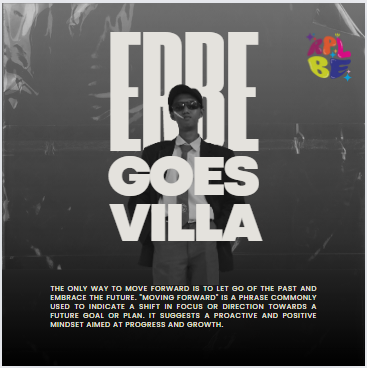 ERRE
GOES
VILLA
XPL
BE
THE ONLY WAY TO MOVE FORWARD IS TO LET GO OF THE PAST AND
EMBRACE THE FUTURE. "MOVING FORWARD" IS A PHRASE COMMONLY
USED TO INDICATE A SHIFT IN FOCUS OR DIRECTION TOWARDS A
FUTURE GOAL OR PLAN. IT SUGGESTS A PROACTIVE AND POSITIVE
MINDSET AIMED AT PROGRESS AND GROWTH.